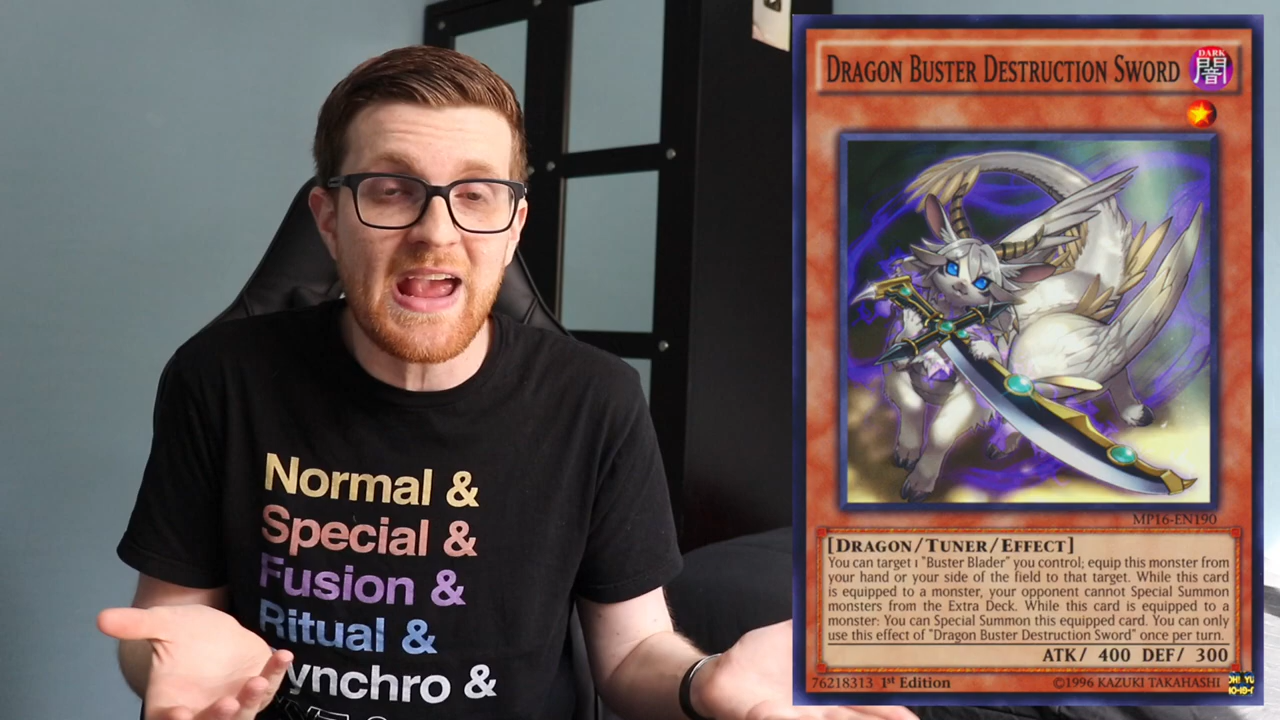 Normal &
Special &
Fusion &
Ritual &
ynchro &
DRAGON BUSTER DESTRUCTION SWORD
DARK
闇
MP16-EN190
[DRAGON/TUNER/EFFECT]
You can target 1 "Buster Blader" you control; equip this monster from
your hand or your side of the field to that target. While this card
is equipped to a monster, your opponent cannot Special Summon
monsters from the Extra Deck. While this card is equipped to a
monster: You can Special Summon this equipped card. You can only
use this effect of "Dragon Buster Destruction Sword" once per turn.
ATK/ 400 DEF/ 300
76218313 1st Edition ©1996 KAZUKI TAKAHASHI